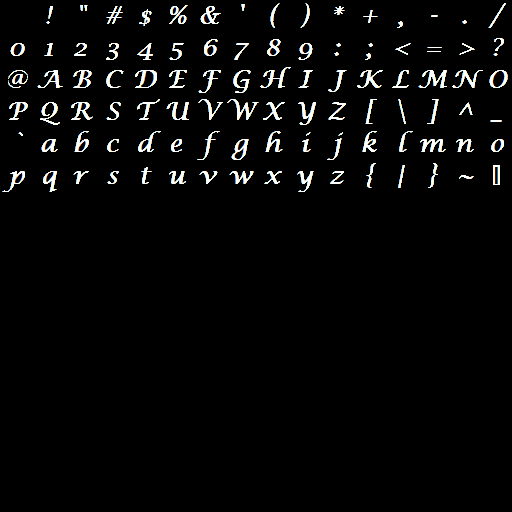 ! " # $ % & ' ( ) * + , - . /
0 1 2 3 4 5 6 7 8 9 : ; < = > ?
@ A B C D E F G H I J K L M N O
P Q R S T U V W X Y Z [ \ ] ^ _
` a b c d e f g h i j k l m n o
p q r s t u v w x y z { | } ~ ▯